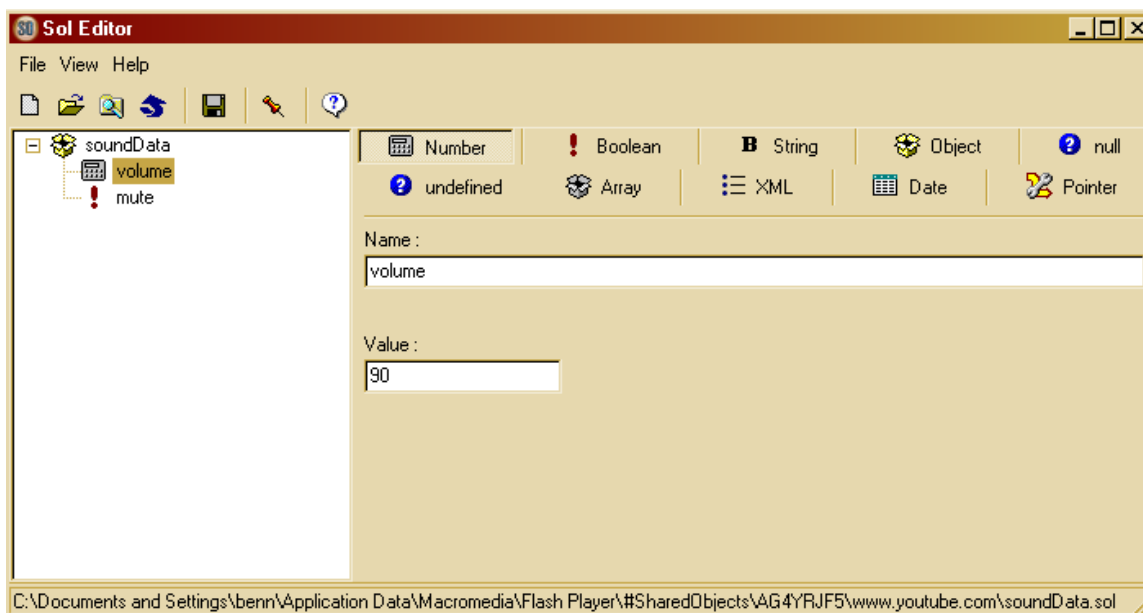 Sol Editor
File View Help
soundData
volume
mute
Number Boolean String Object null
undefined Array XML Date Pointer
Name :
volume
Value :
90
C:\Documents and Settings\benn\Application Data\Macromedia\Flash Player\#SharedObjects\AG4YRJF5\www.youtube.com\soundData.sol